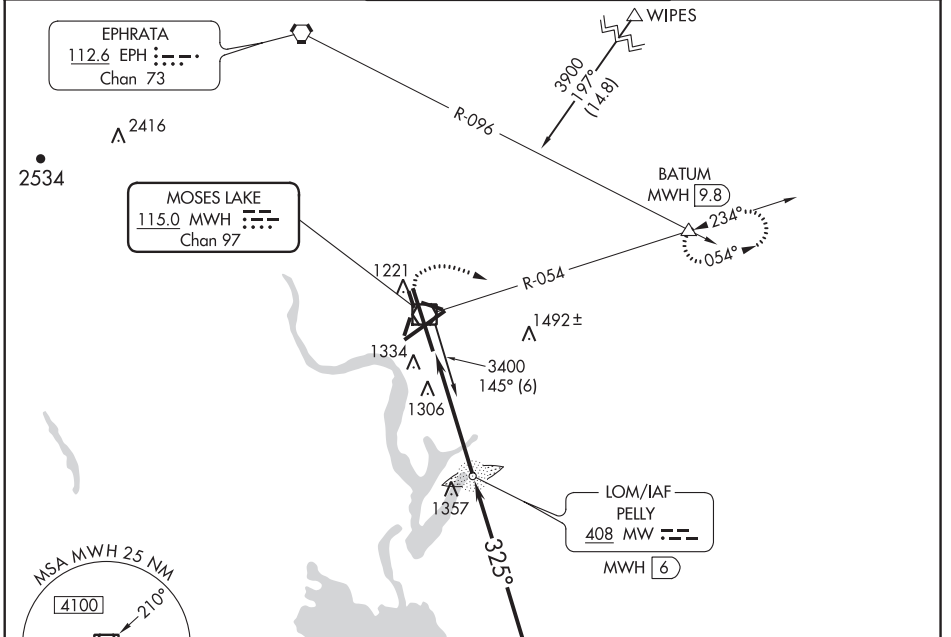 EPHRATA
112.6 EPH
Chan 73
WIPES
3900
197°
(14.8)
R-096
2416
2534
BATUM
MWH 9.8
234°
054°
MOSES LAKE
115.0 MWH
Chan 97
1221
R-054
1492±
1334
3400
145° (6)
1306
1357
LOM/IAF
PELLY
408 MW
MWH 6
325°
MSA MWH 25 NM
4100
210°